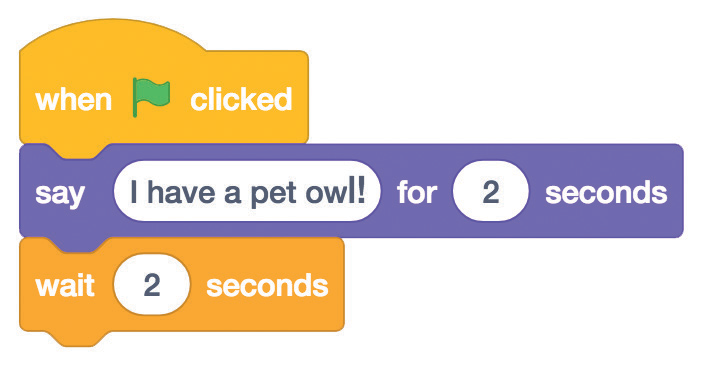 when clicked
say I have a pet owl! for 2 seconds
wait 2 seconds